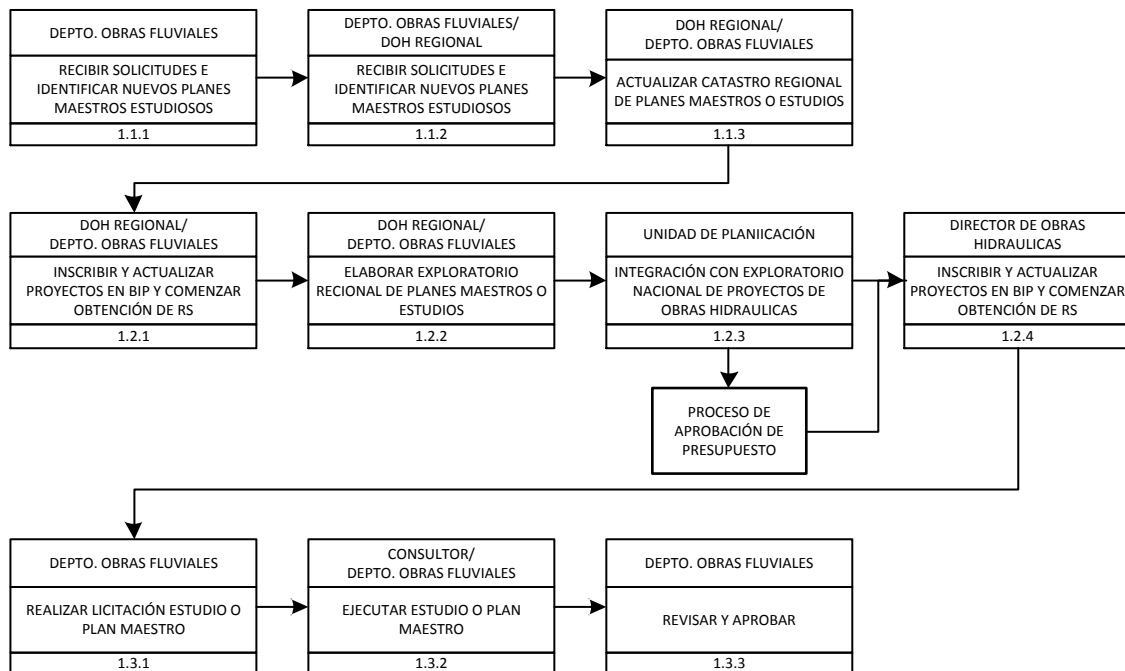 DEPTO. OBRAS FLUVIALES
RECIBIR SOLICITUDES E
IDENTIFICAR NUEVOS PLANES
MAESTROS ESTUDIOSOS
1.1.1
DEPTO. OBRAS FLUVIALES/
DOH REGIONAL
RECIBIR SOLICITUDES E
IDENTIFICAR NUEVOS PLANES
MAESTROS ESTUDIOSOS
1.1.2
DOH REGIONAL/
DEPTO. OBRAS FLUVIALES
ACTUALIZAR CATASTRO REGIONAL
DE PLANES MAESTROS O ESTUDIOS
1.1.3
DOH REGIONAL/
DEPTO. OBRAS FLUVIALES
INSCRIBIR Y ACTUALIZAR
PROYECTOS EN BIP Y COMENZAR
OBTENCIÓN DE RS
1.2.1
DOH REGIONAL/
DEPTO. OBRAS FLUVIALES
ELABORAR EXPLORATORIO
RECIONAL DE PLANES MAESTROS O
ESTUDIOS
1.2.2
UNIDAD DE PLANIICACIÓN
INTEGRACIÓN CON EXPLORATORIO
NACIONAL DE PROYECTOS DE
OBRAS HIDRAULICAS
1.2.3
DIRECTOR DE OBRAS
HIDRAULICAS
INSCRIBIR Y ACTUALIZAR
PROYECTOS EN BIP Y COMENZAR
OBTENCIÓN DE RS
1.2.4
PROCESO DE
APROBACIÓN DE
PRESUPUESTO
DEPTO. OBRAS FLUVIALES
REALIZAR LICITACIÓN ESTUDIO O
PLAN MAESTRO
1.3.1
CONSULTOR/
DEPTO. OBRAS FLUVIALES
EJECUTAR ESTUDIO O PLAN
MAESTRO
1.3.2
DEPTO. OBRAS FLUVIALES
REVISAR Y APROBAR
1.3.3